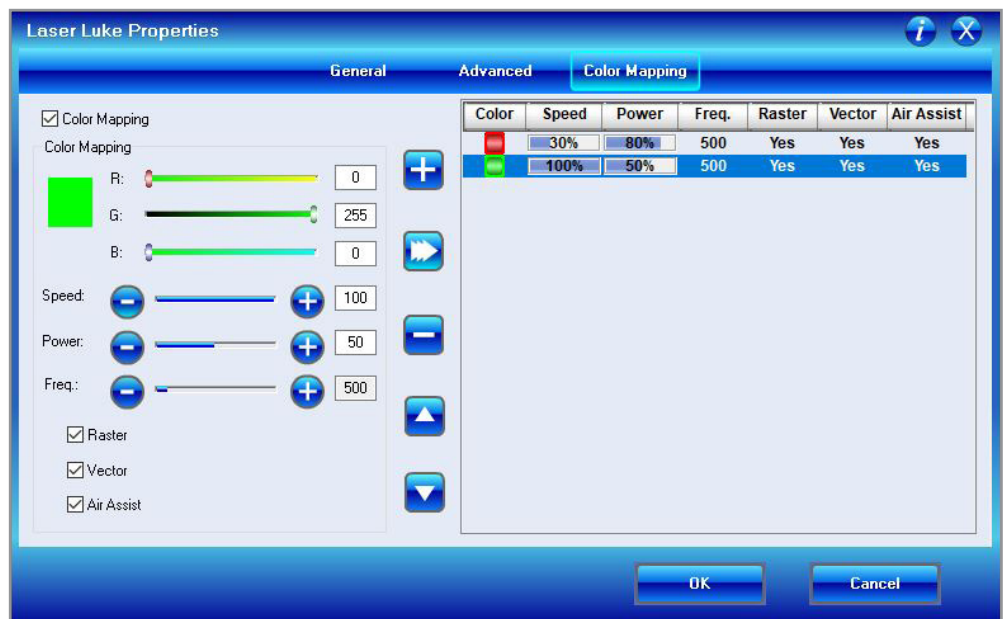 Laser Luke Properties
General Advanced Color Mapping
Color Mapping
Color Mapping
R: 0
G: 255
B: 0
Speed: 100
Power: 50
Freq.: 500
Raster
Vector
Air Assist
Color Speed Power Freq. Raster Vector Air Assist
30% 80% 500 Yes Yes Yes
100% 50% 500 Yes Yes Yes
OK Cancel